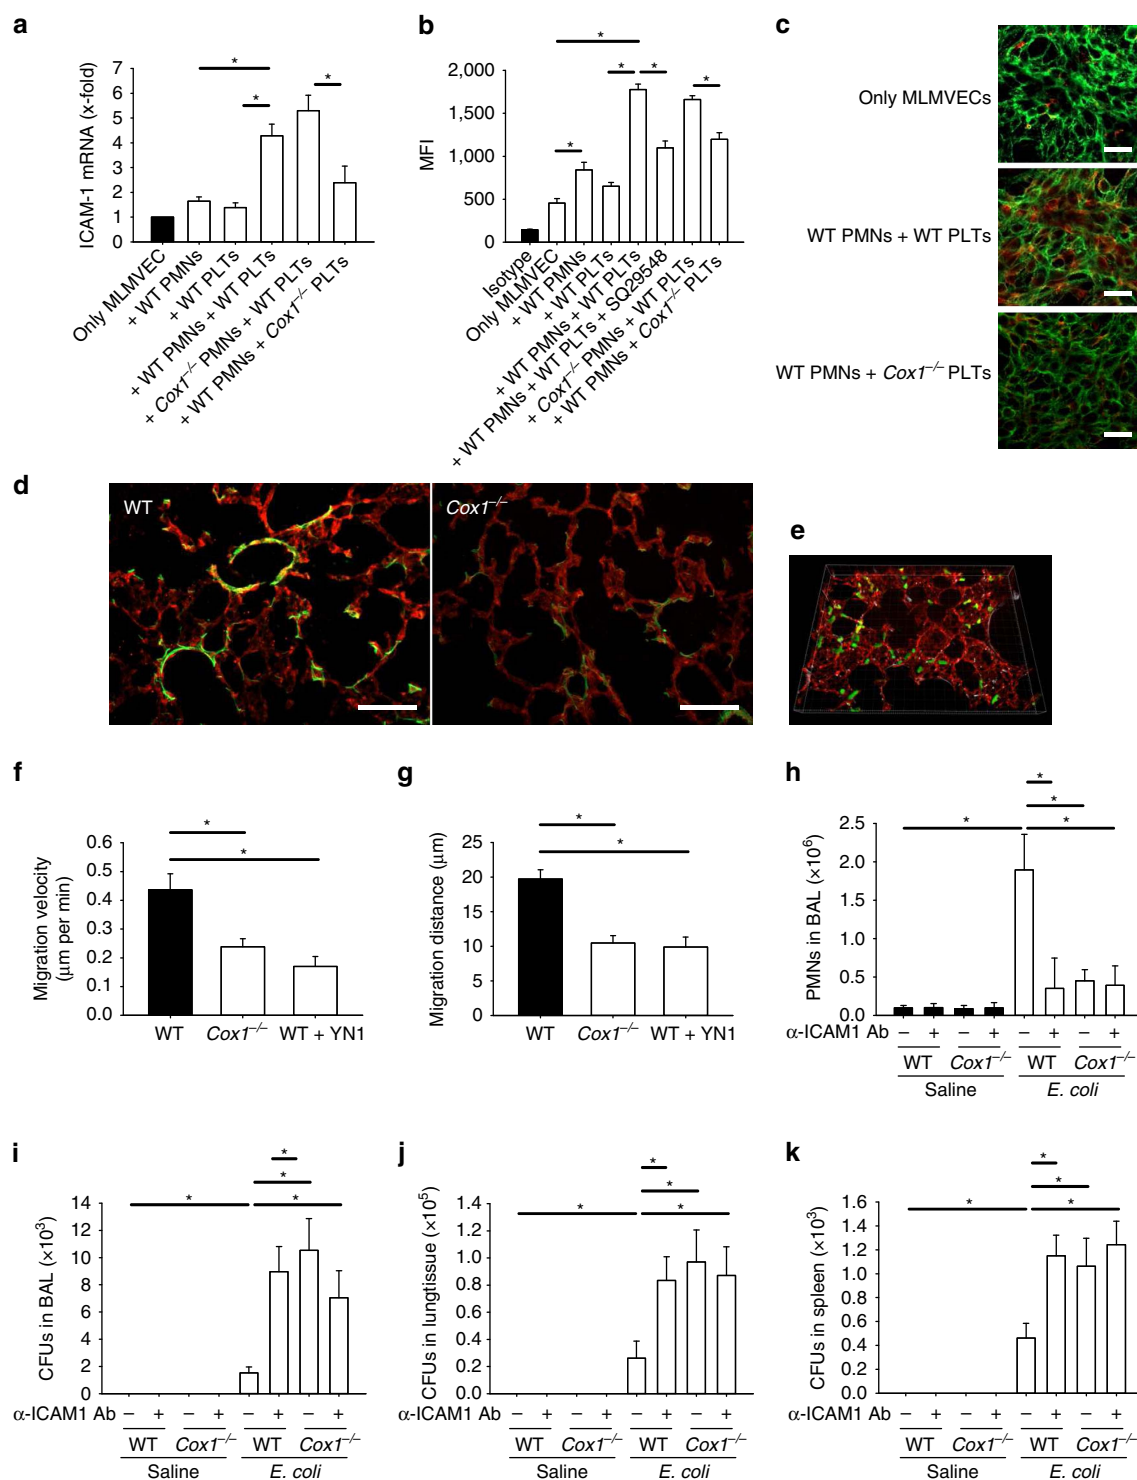 a
ICAM-1 mRNA (x-fold)
7
6
5
4
3
2
1
0
*
*
*
Only MLMVEC
+ WT PMNs
+ WT PLTs
+ WT PMNs + WT PLTs
+ Cox1−/− PMNs + WT PLTs
+ WT PMNs + Cox1−/− PLTs
b
MFI
2,000
1,500
1,000
500
0
*
*
*
*
*
Isotype
Only MLMVEC
+ WT PMNs
+ WT PLTs
+ WT PMNs + WT PLTs
+ WT PMNs + WT PLTs + SQ29548
+ Cox1−/− PMNs + WT PLTs
+ WT PMNs + Cox1−/− PLTs
c
Only MLMVECs
WT PMNs + WT PLTs
WT PMNs + Cox1−/− PLTs
d
WT
Cox1−/−
e
f
Migration velocity
(μm per min)
0.6
0.5
0.4
0.3
0.2
0.1
0
*
*
WT Cox1−/− WT + YN1
g
Migration distance (μm)
25
20
15
10
5
0
*
*
WT Cox1−/− WT + YN1
h
PMNs in BAL (×10⁶)
2.5
2.0
1.5
1.0
0.5
0
*
*
*
*
α-ICAM1 Ab − + − + − + − +
WT Cox1−/− WT Cox1−/−
Saline E. coli
i
CFUs in BAL (×10³)
14
12
10
8
6
4
2
0
*
*
*
*
α-ICAM1 Ab − + − + − + − +
WT Cox1−/− WT Cox1−/−
Saline E. coli
j
CFUs in lungtissue (×10⁵)
1.4
1.2
1.0
0.8
0.6
0.4
0.2
0
*
*
*
*
α-ICAM1 Ab − + − + − + − +
WT Cox1−/− WT Cox1−/−
Saline E. coli
k
CFUs in spleen (×10³)
1.6
1.4
1.2
1.0
0.8
0.6
0.4
0.2
0
*
*
*
*
α-ICAM1 Ab − + − + − + − +
WT Cox1−/− WT Cox1−/−
Saline E. coli